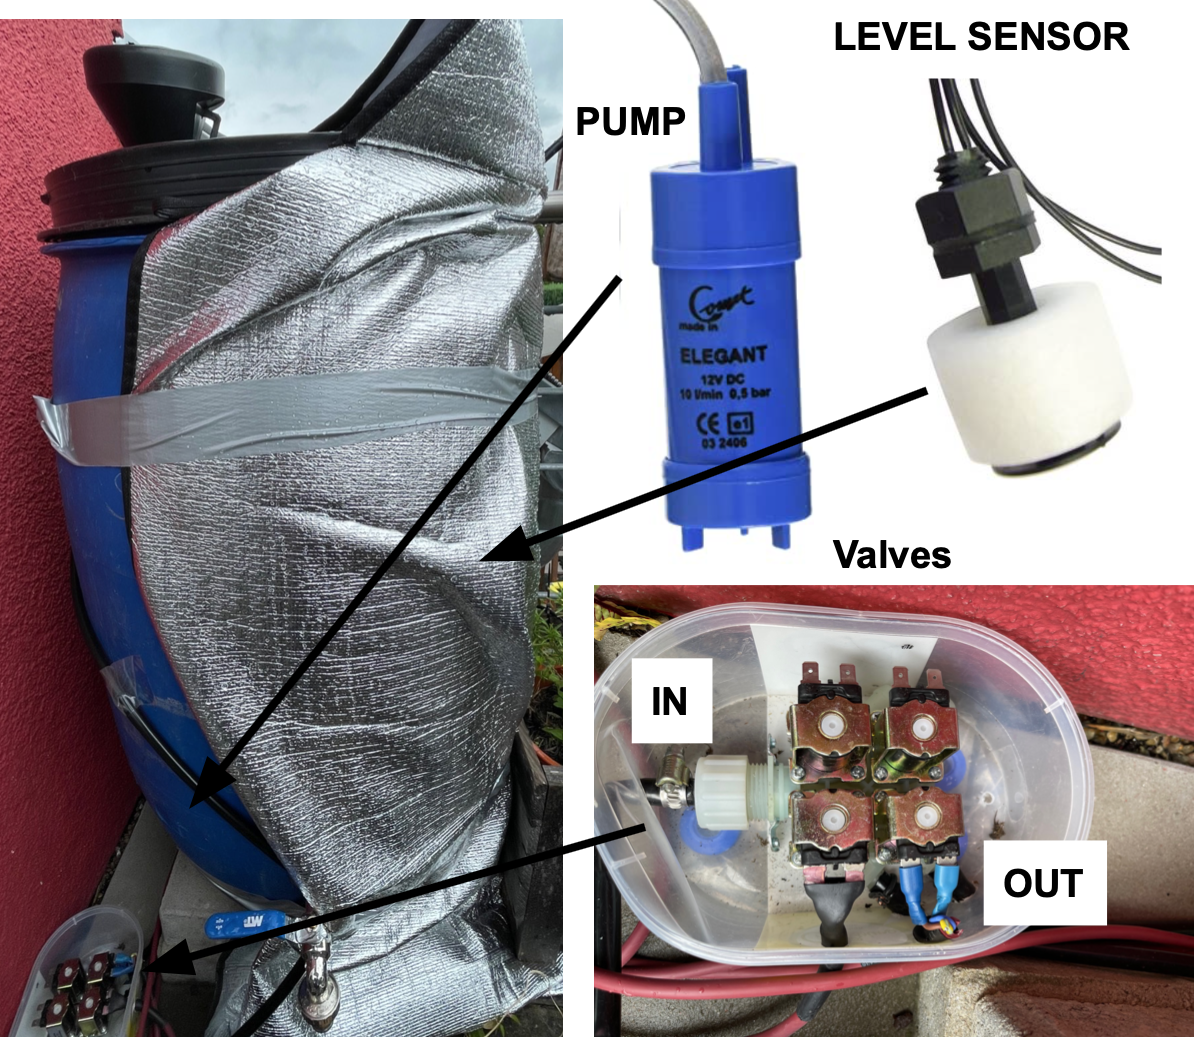 LEVEL SENSOR
PUMP
Comet
made in
ELEGANT
12V DC
10 l/min 0,5 bar
CE e1
03 2406
Valves
IN
OUT
MT